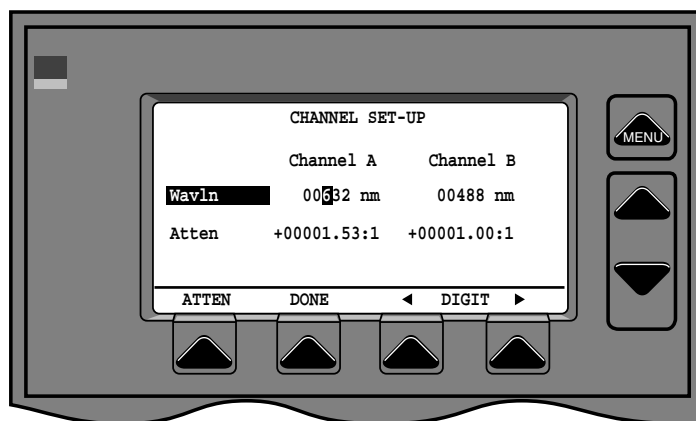 CHANNEL SET-UP
Channel A Channel B
Wavln 00632 nm 00488 nm
Atten +00001.53:1 +00001.00:1
ATTEN DONE ◄ DIGIT ►
MENU